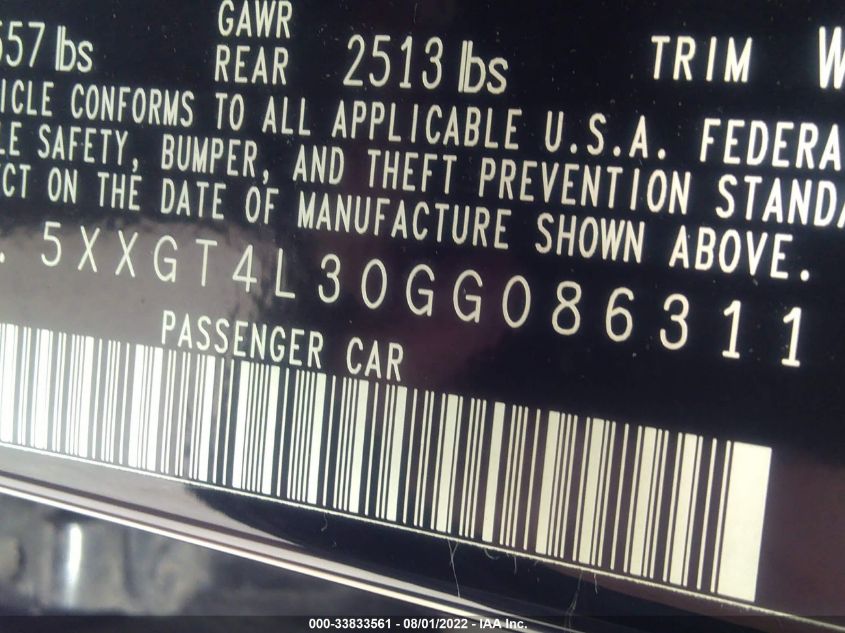 557 lbs
GAWR
REAR 2513 lbs
TRIM W
ICLE CONFORMS TO ALL APPLICABLE U.S.A. FEDERA
LE SAFETY, BUMPER, AND THEFT PREVENTION STANDA
CT ON THE DATE OF MANUFACTURE SHOWN ABOVE.
. 5XXGT4L30GG086311
PASSENGER CAR
000-33833561 - 08/01/2022 - IAA Inc.